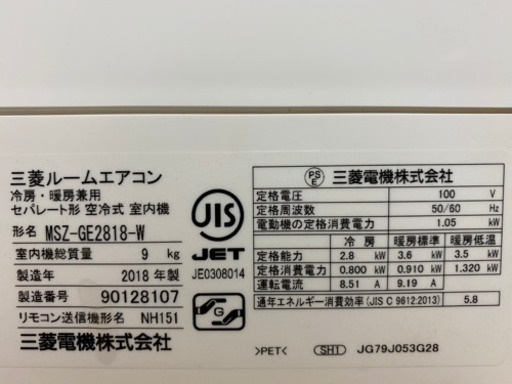 三菱ルームエアコン
冷房・暖房兼用
セパレート形 空冷式 室内機
形名 MSZ-GE2818-W
室内機総質量 9 kg
製造年 2018 年製
製造番号 90128107
リモコン送信機形名 NH151
三菱電機株式会社
JIS
JET
JE0308014
G
PSE 三菱電機株式会社
定格電圧 100 V
定格周波数 50/60 Hz
電動機の定格消費電力 1.05 kW
冷 房 暖房標準 暖房低温
定格能力 2.8 kW 3.6 kW 3.5 kW
定格消費電力 0.800 kW 0.910 kW 1.320 kW
運転電流 8.51 A 9.19 A
通年エネルギー消費効率(JIS C 9612:2013) 5.8
>PET< SHI JG79J053G28